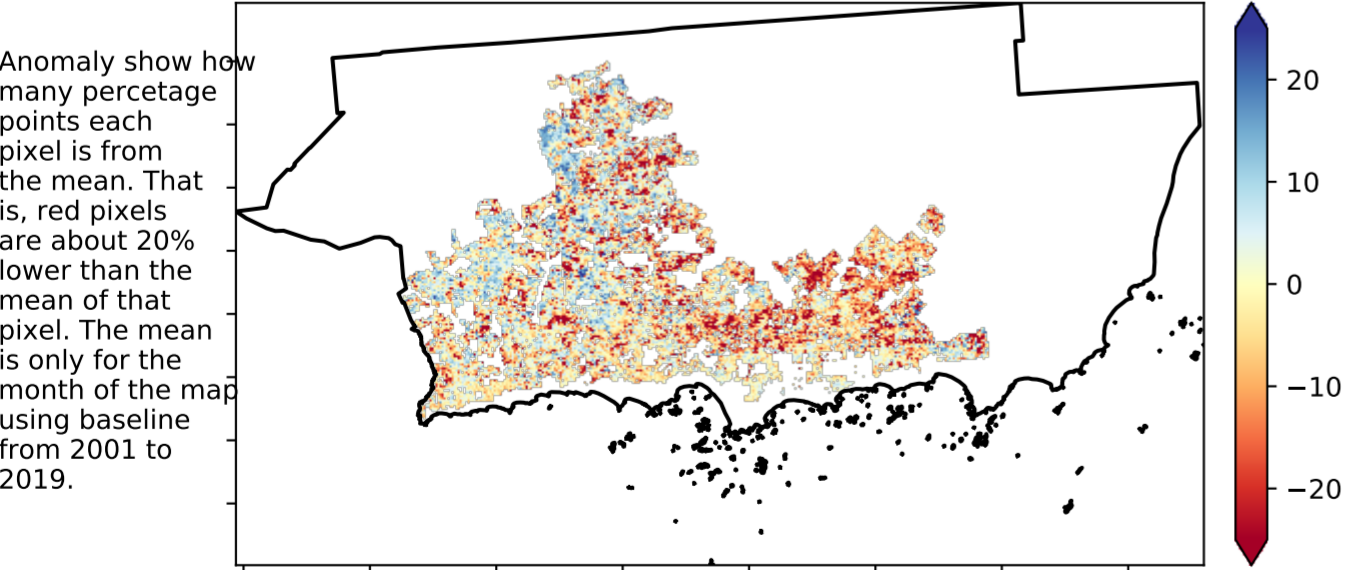 Anomaly show how
many percetage
points each
pixel is from
the mean. That
is, red pixels
are about 20%
lower than the
mean of that
pixel. The mean
is only for the
month of the map
using baseline
from 2001 to
2019.
20
10
0
−10
−20